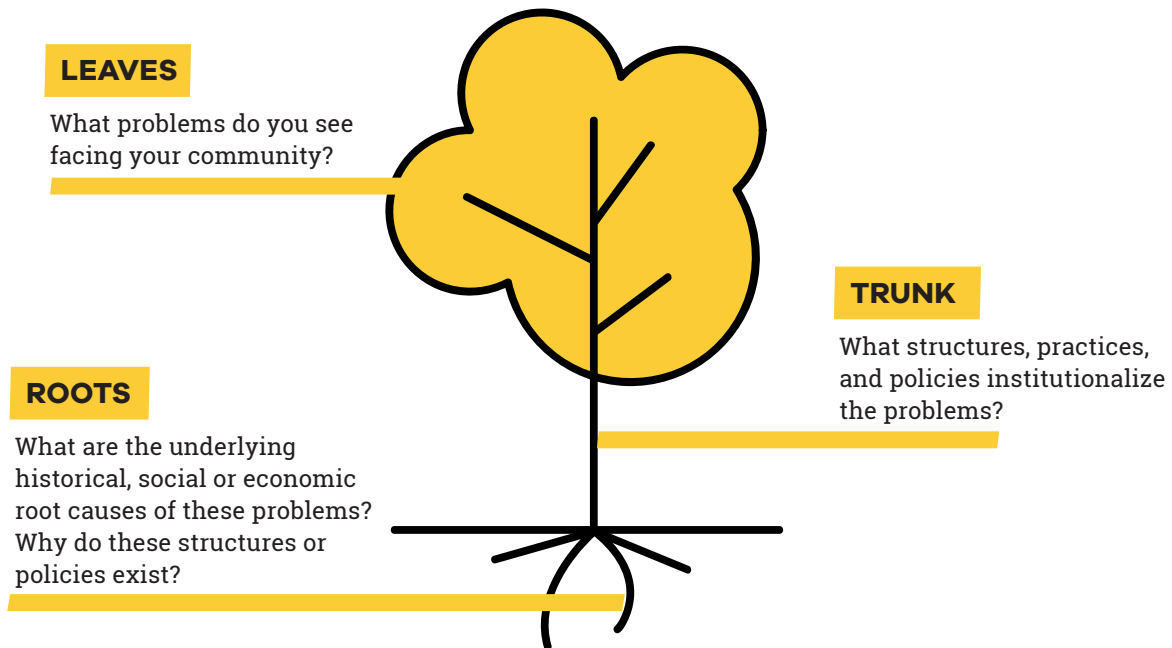 LEAVES
What problems do you see
facing your community?
TRUNK
What structures, practices,
and policies institutionalize
the problems?
ROOTS
What are the underlying
historical, social or economic
root causes of these problems?
Why do these structures or
policies exist?